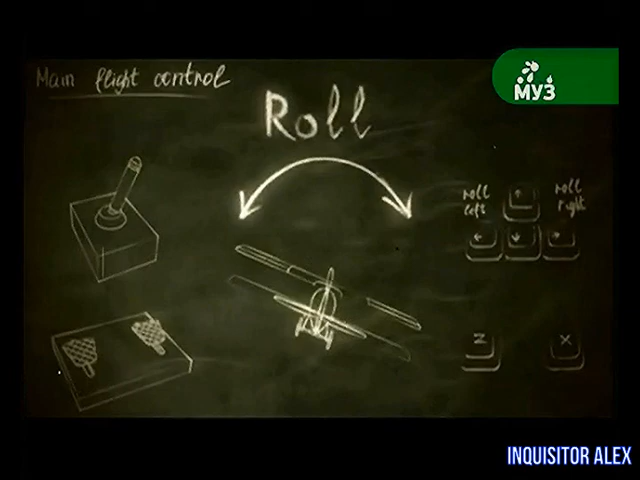 Main flight control
МУЗ
Roll
roll left
roll right
↑
← ↓ →
Z X
INQUISITOR ALEX